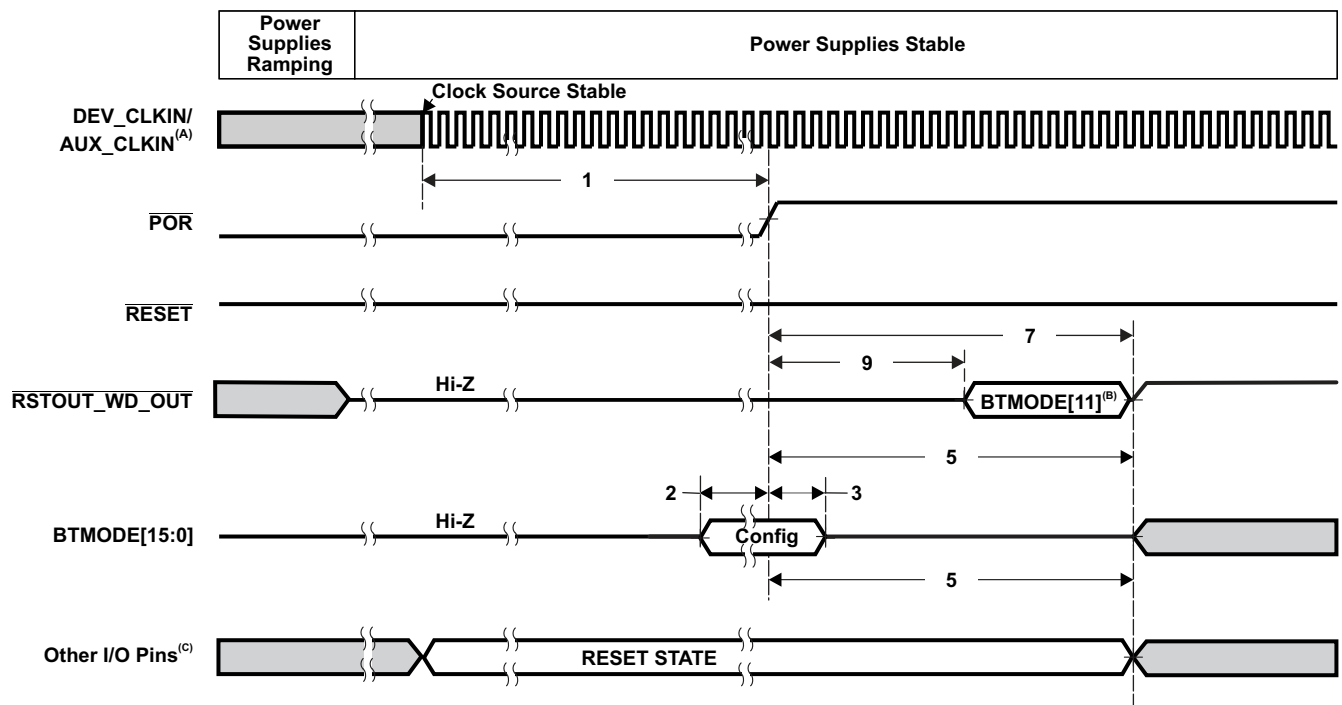 Power
Supplies
Ramping
Power Supplies Stable
Clock Source Stable
DEV_CLKIN/
AUX_CLKIN(A)
1
POR
RESET
7
9
RSTOUT_WD_OUT
Hi-Z
BTMODE[11](B)
5
2
3
BTMODE[15:0]
Hi-Z
Config
5
Other I/O Pins(C)
RESET STATE